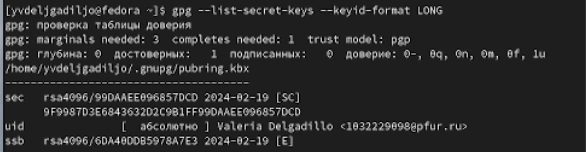 [yvdeljgadiljo@fedora ~]$ gpg --list-secret-keys --keyid-format LONG
gpg: проверка таблицы доверия
gpg: marginals needed: 3  completes needed: 1  trust model: pgp
gpg: глубина: 0  достоверных:   1  подписанных:   0  доверие: 0-, 0q, 0n, 0m, 0f, 1u
/home/yvdeljgadiljo/.gnupg/pubring.kbx
--------------------------------------
sec   rsa4096/99DAAEE096857DCD 2024-02-19 [SC]
      9F9987D3E6843632D2C9B1FF99DAAEE096857DCD
uid              [  абсолютно ] Valeria Delgadillo <1032229098@pfur.ru>
ssb   rsa4096/6DA40DDB5978A7E3 2024-02-19 [E]